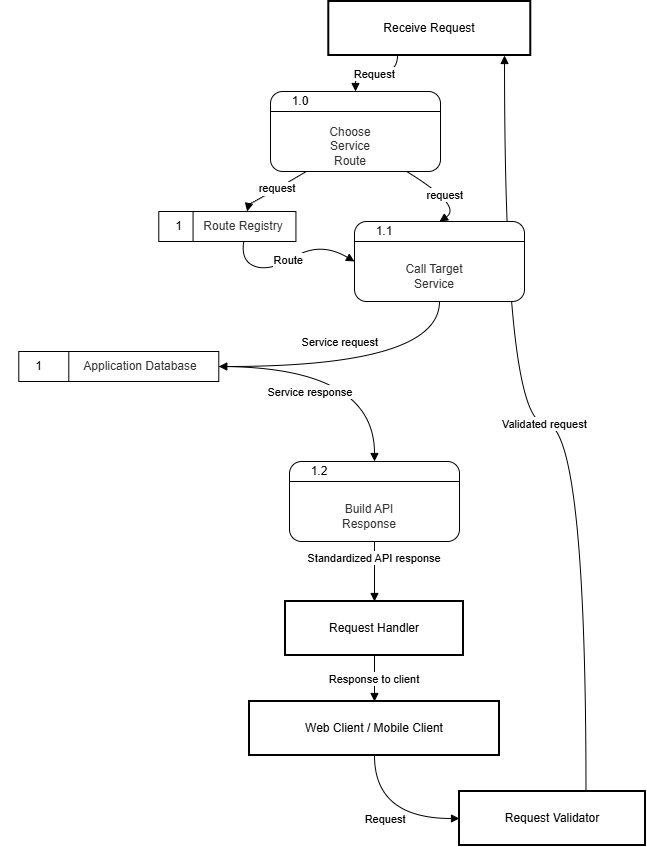 Receive Request
Request
1.0
Choose
Service
Route
request
request
1
Route Registry
1.1
Call Target
Service
Route
Service request
1
Application Database
Service response
Validated request
1.2
Build API
Response
Standardized API response
Request Handler
Response to client
Web Client / Mobile Client
Request
Request Validator